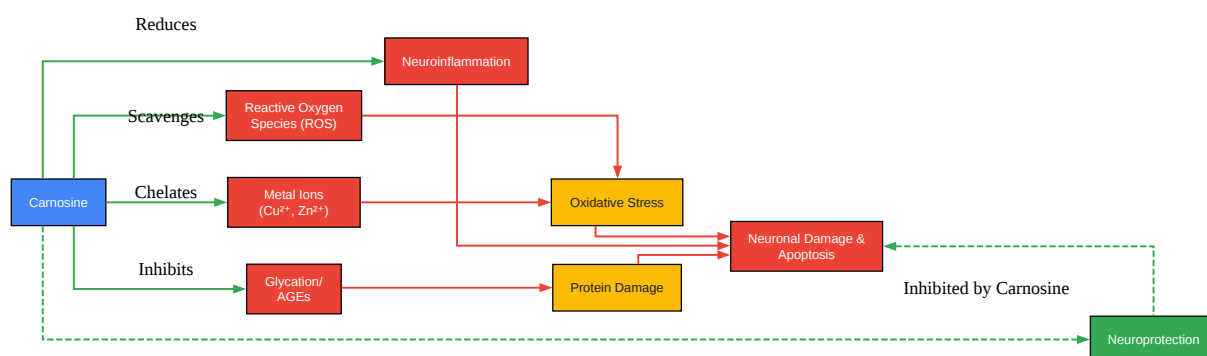 Reduces
Neuroinflammation
Scavenges
Reactive Oxygen
Species (ROS)
Carnosine
Chelates
Metal Ions
(Cu²⁺, Zn²⁺)
Oxidative Stress
Neuronal Damage &
Apoptosis
Inhibits
Glycation/
AGEs
Protein Damage
Inhibited by Carnosine
Neuroprotection